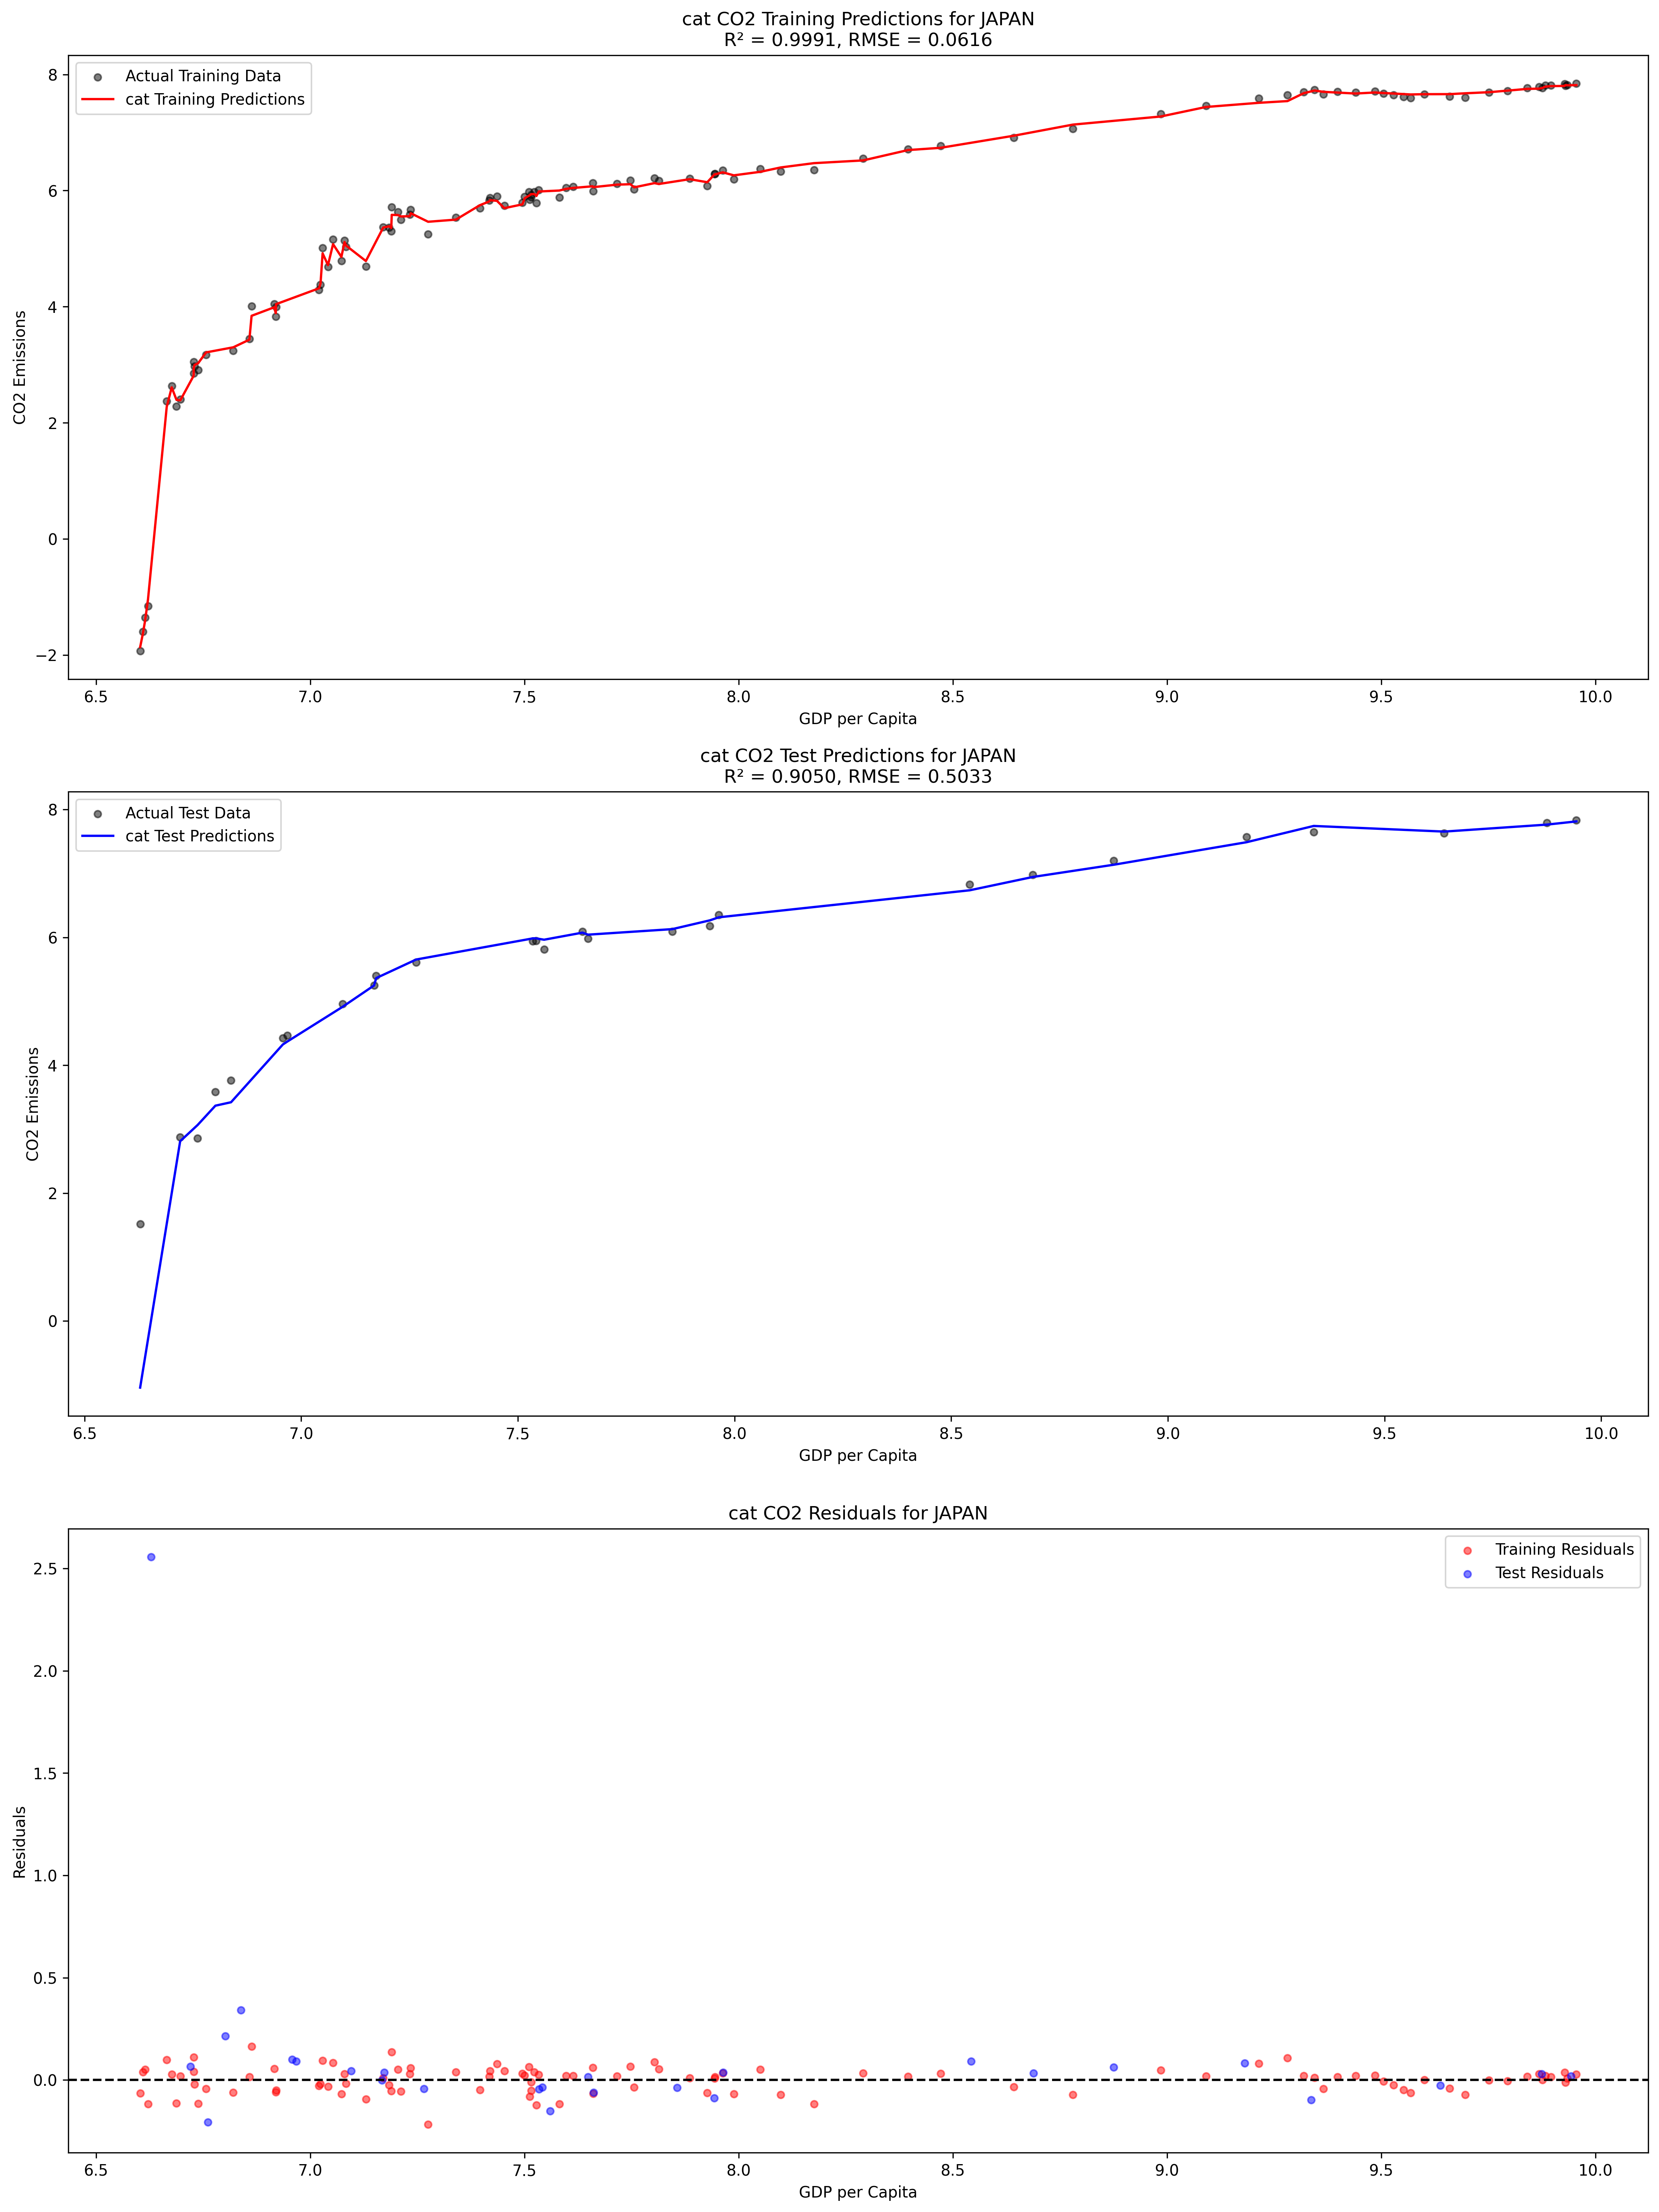 cat CO2 Training Predictions for JAPAN
R² = 0.9991, RMSE = 0.0616
Actual Training Data
cat Training Predictions
8
6
4
2
0
−2
CO2 Emissions
6.5 7.0 7.5 8.0 8.5 9.0 9.5 10.0
GDP per Capita
cat CO2 Test Predictions for JAPAN
R² = 0.9050, RMSE = 0.5033
Actual Test Data
cat Test Predictions
8
6
4
2
0
CO2 Emissions
6.5 7.0 7.5 8.0 8.5 9.0 9.5 10.0
GDP per Capita
cat CO2 Residuals for JAPAN
Training Residuals
Test Residuals
2.5
2.0
1.5
1.0
0.5
0.0
Residuals
6.5 7.0 7.5 8.0 8.5 9.0 9.5 10.0
GDP per Capita